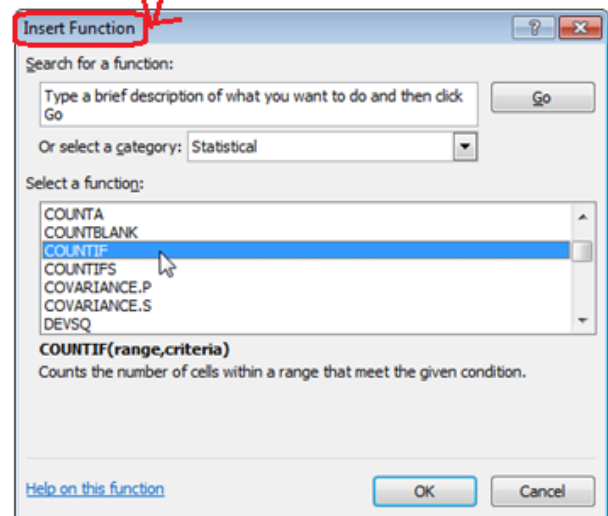 Insert Function
Search for a function:
Type a brief description of what you want to do and then click
Go
Go
Or select a category: Statistical
Select a function:
COUNTA
COUNTBLANK
COUNTIF
COUNTIFS
COVARIANCE.P
COVARIANCE.S
DEVSQ
COUNTIF(range,criteria)
Counts the number of cells within a range that meet the given condition.
Help on this function
OK
Cancel